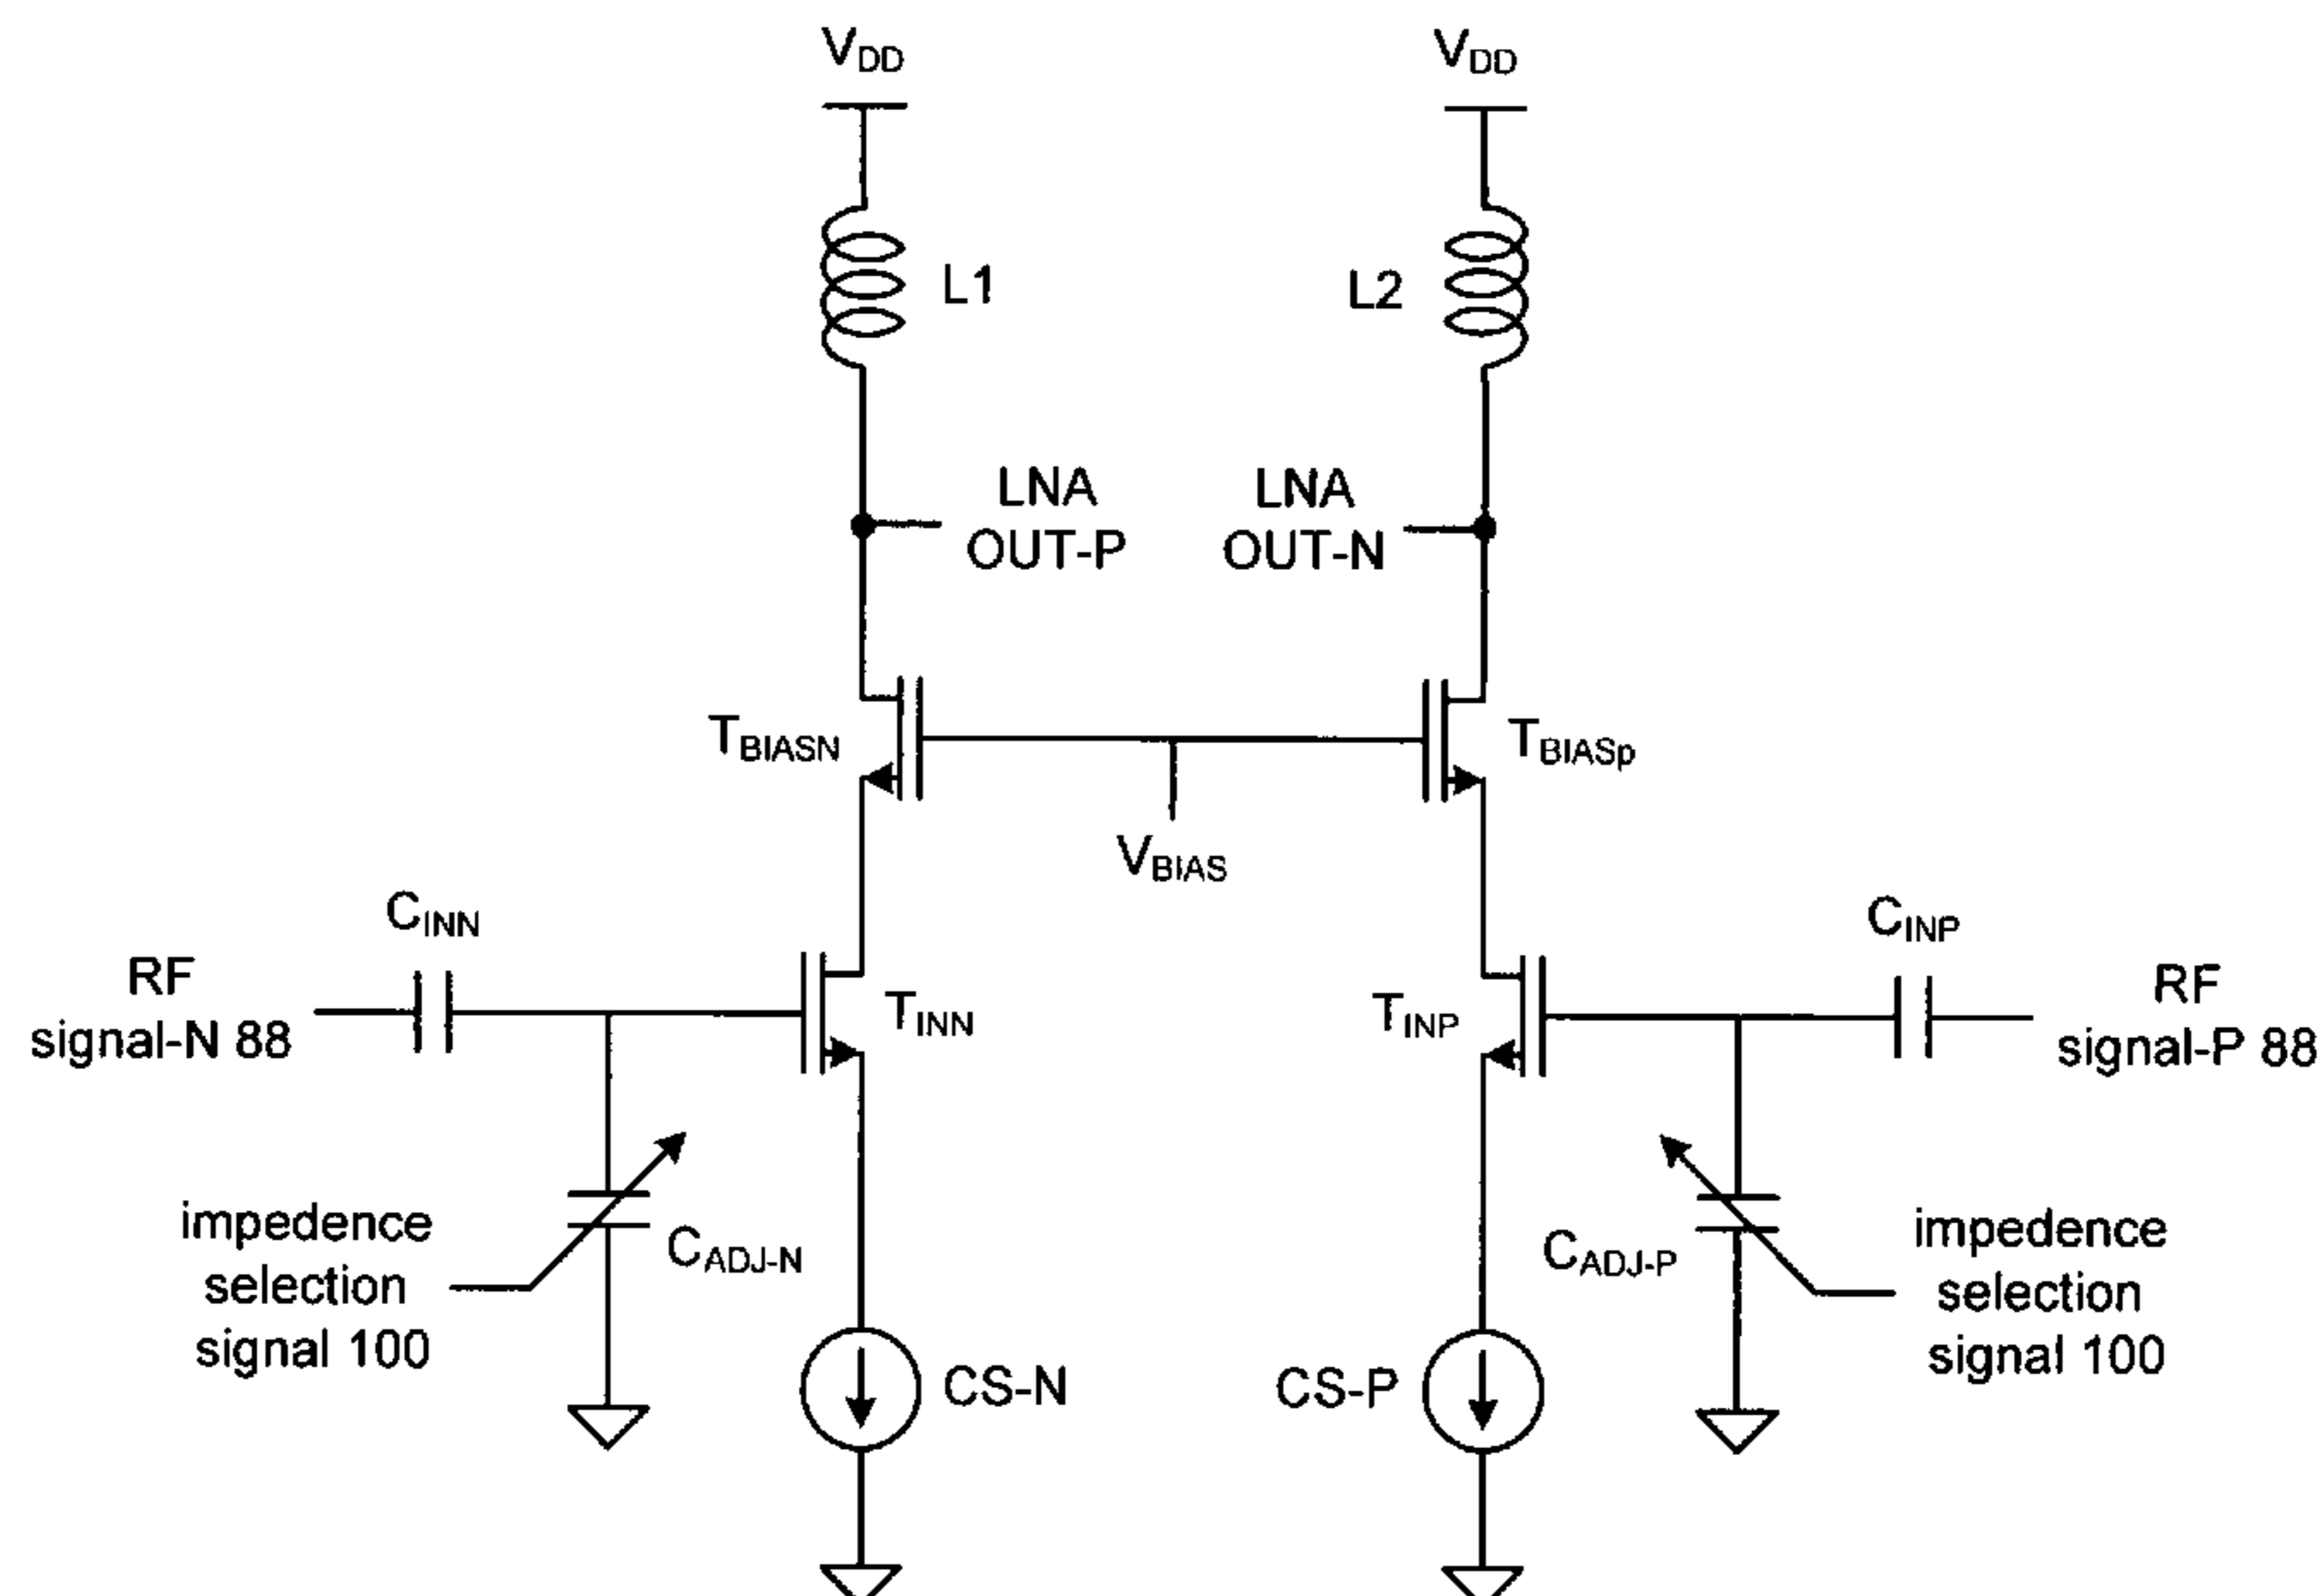 VDD
VDD
L1
L2
LNA
OUT-P
LNA
OUT-N
TBIASN
TBIASp
VBIAS
CINN
CINP
RF
signal-N 88
TINN
TINP
RF
signal-P 88
impedence
selection
signal 100
CADJ-N
CADJ-P
impedence
selection
signal 100
CS-N
CS-P